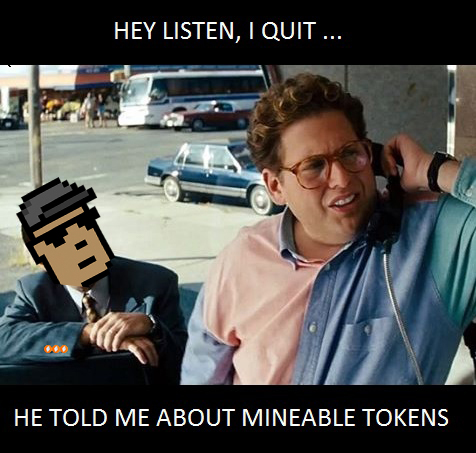 HEY LISTEN, I QUIT ...
HE TOLD ME ABOUT MINEABLE TOKENS